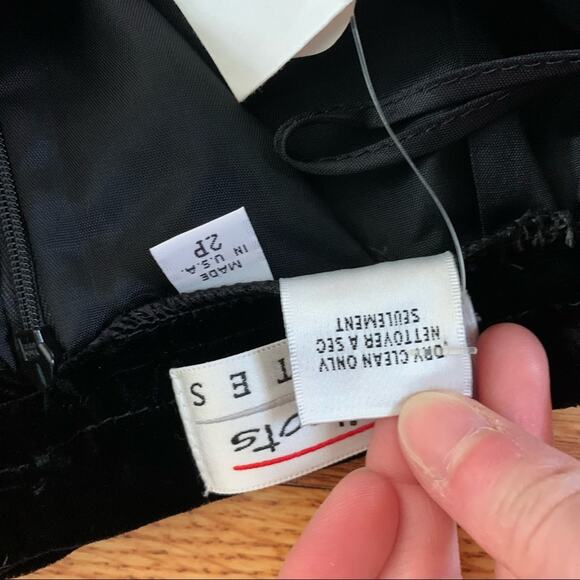 MADE
IN U.S.A.
2P
DRY CLEAN ONLY
NETTOYER A SEC
SEULEMENT